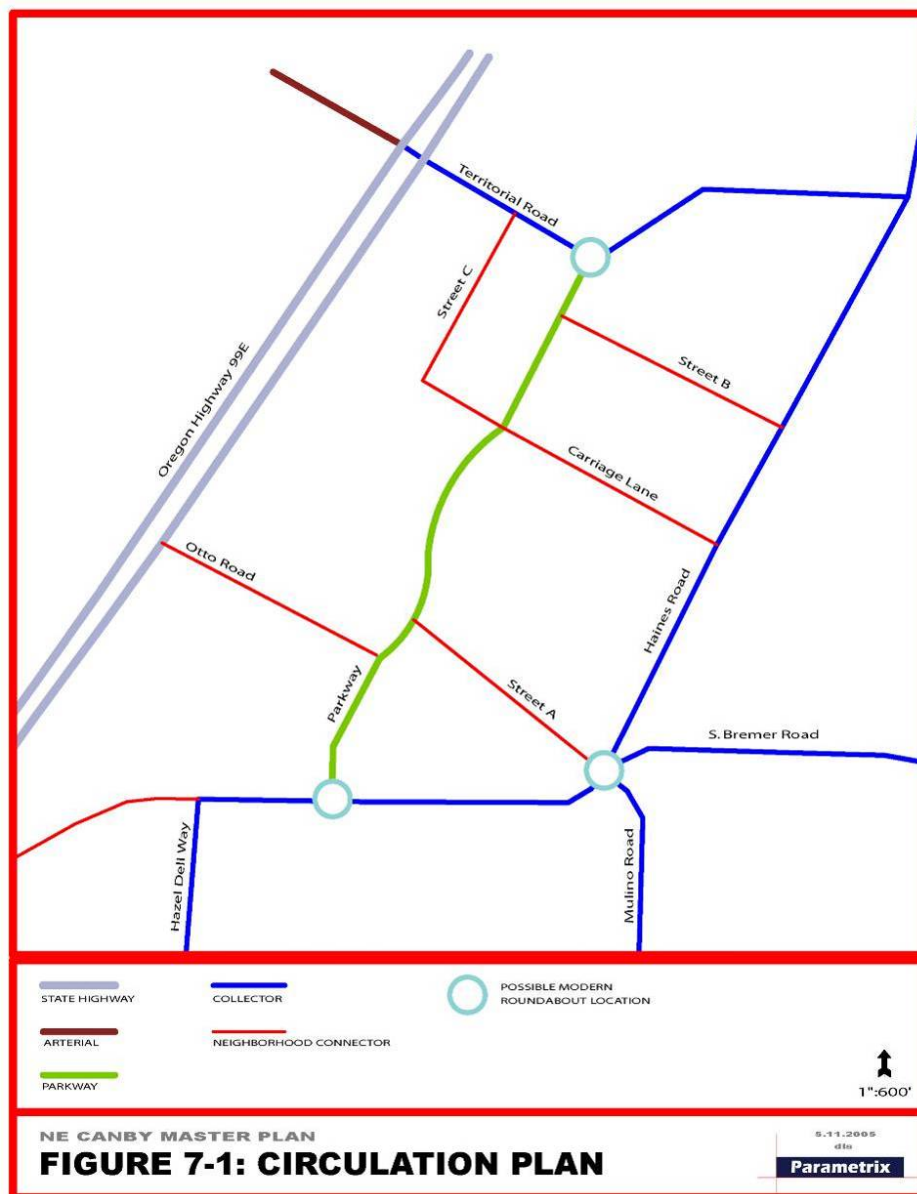 Territorial Road
Street C
Oregon Highway 99E
Street B
Carriage Lane
Otto Road
Haines Road
Parkway
Street A
S. Bremer Road
Hazel Dell Way
Mulino Road
STATE HIGHWAY
COLLECTOR
POSSIBLE MODERN
ROUNDABOUT LOCATION
ARTERIAL
NEIGHBORHOOD CONNECTOR
PARKWAY
1":600'
NE CANBY MASTER PLAN
FIGURE 7-1: CIRCULATION PLAN
5.11.2005
dln
Parametrix